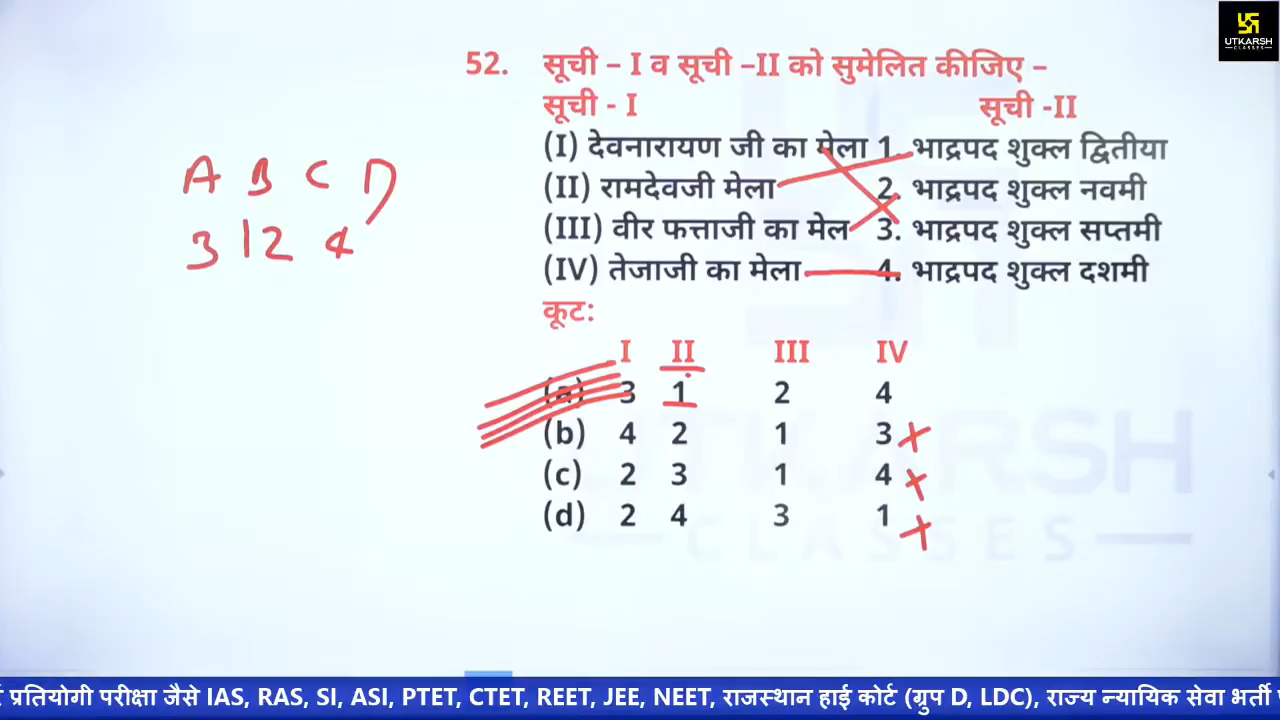 UTKARSH
CLASSES
52. सूची – I व सूची –II को सुमेलित कीजिए –
सूची - I सूची -II
(I) देवनारायण जी का मेला 1. भाद्रपद शुक्ल द्वितीया
(II) रामदेवजी मेला 2. भाद्रपद शुक्ल नवमी
(III) वीर फत्ताजी का मेल 3. भाद्रपद शुक्ल सप्तमी
(IV) तेजाजी का मेला 4. भाद्रपद शुक्ल दशमी
A B C D
3 1 2 4
कूट:
I II III IV
(a) 3 1 2 4
(b) 4 2 1 3
(c) 2 3 1 4
(d) 2 4 3 1
UTKARSH
CLASSES
प्रतियोगी परीक्षा जैसे IAS, RAS, SI, ASI, PTET, CTET, REET, JEE, NEET, राजस्थान हाई कोर्ट (ग्रुप D, LDC), राज्य न्यायिक सेवा भर्ती